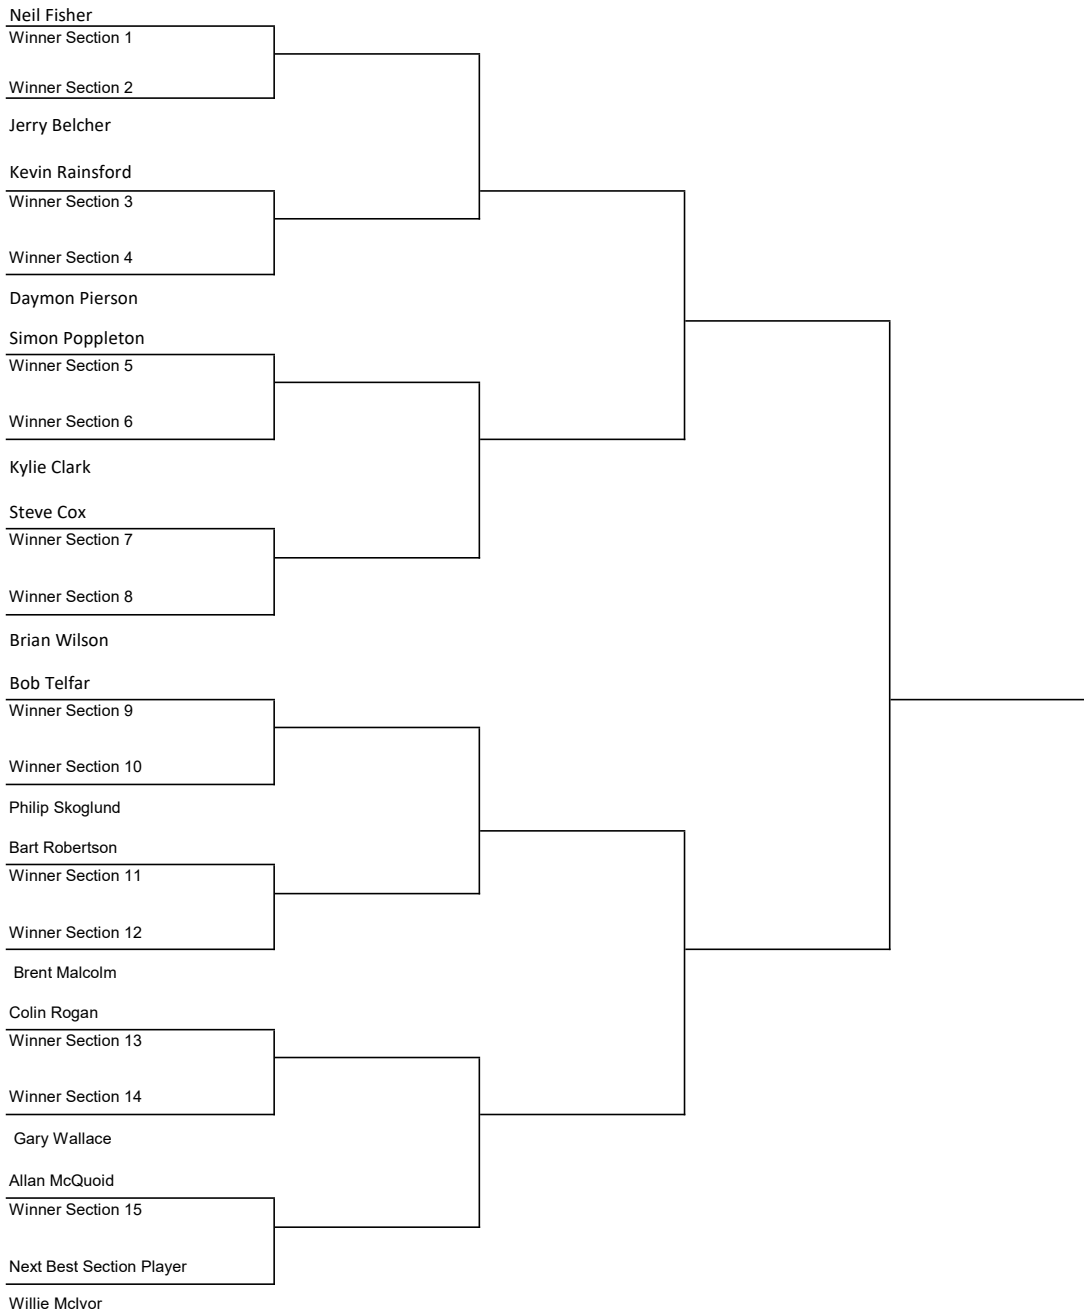 Neil Fisher
Winner Section 1
Winner Section 2
Jerry Belcher
Kevin Rainsford
Winner Section 3
Winner Section 4
Daymon Pierson
Simon Poppleton
Winner Section 5
Winner Section 6
Kylie Clark
Steve Cox
Winner Section 7
Winner Section 8
Brian Wilson
Bob Telfar
Winner Section 9
Winner Section 10
Philip Skoglund
Bart Robertson
Winner Section 11
Winner Section 12
Brent Malcolm
Colin Rogan
Winner Section 13
Winner Section 14
Gary Wallace
Allan McQuoid
Winner Section 15
Next Best Section Player
Willie McIvor